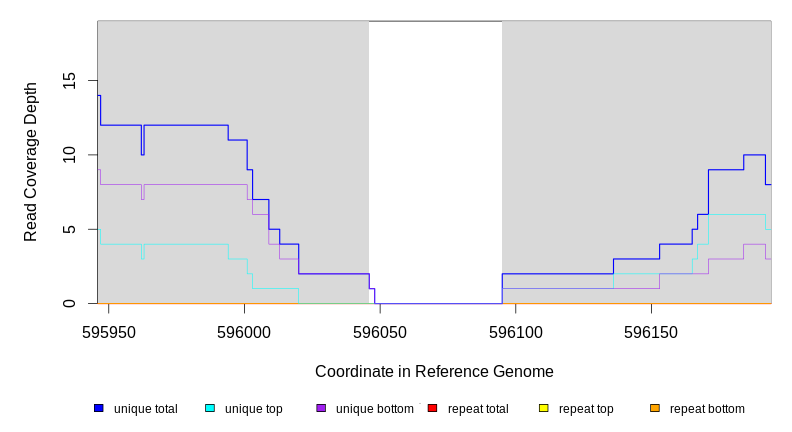 Read Coverage Depth
15
10
5
0
595950 596000 596050 596100 596150
Coordinate in Reference Genome
unique total unique top unique bottom repeat total repeat top repeat bottom